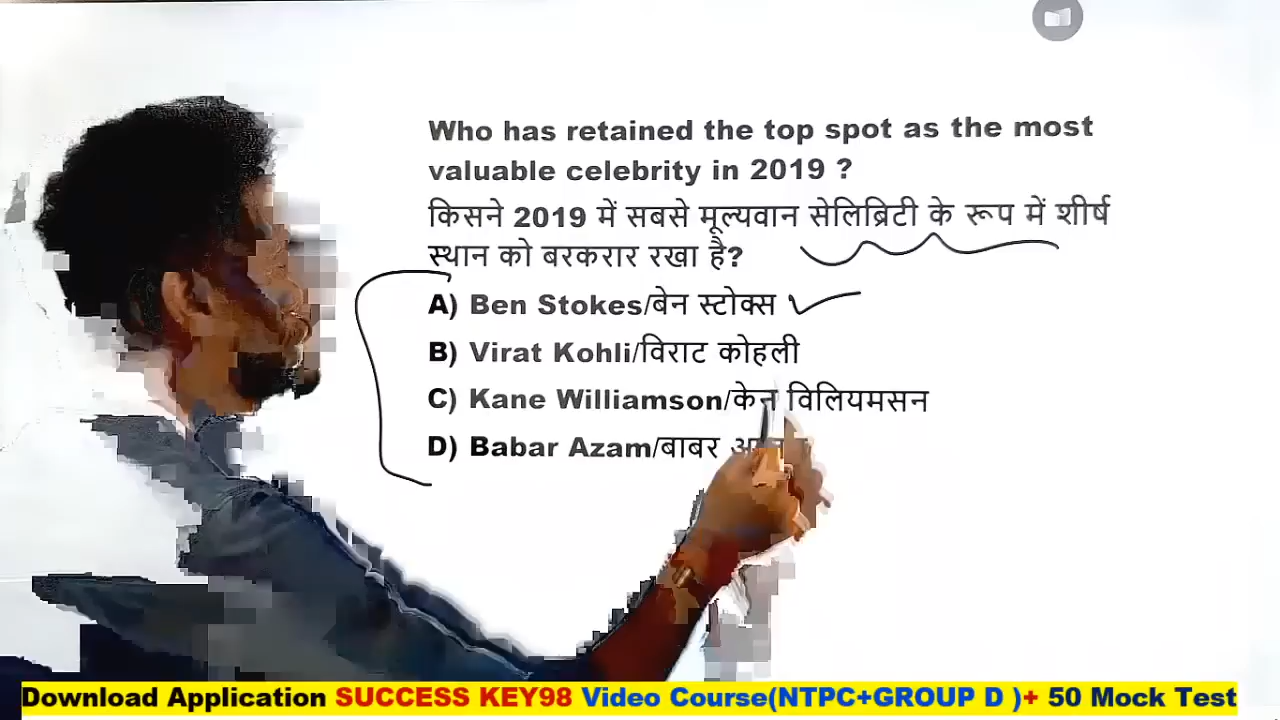 Who has retained the top spot as the most
valuable celebrity in 2019 ?
किसने 2019 में सबसे मूल्यवान सेलिब्रिटी के रूप में शीर्ष
स्थान को बरकरार रखा है?
A) Ben Stokes/बेन स्टोक्स
B) Virat Kohli/विराट कोहली
C) Kane Williamson/केन विलियमसन
D) Babar Azam/बाबर
Download Application SUCCESS KEY98 Video Course(NTPC+GROUP D )+ 50 Mock Test